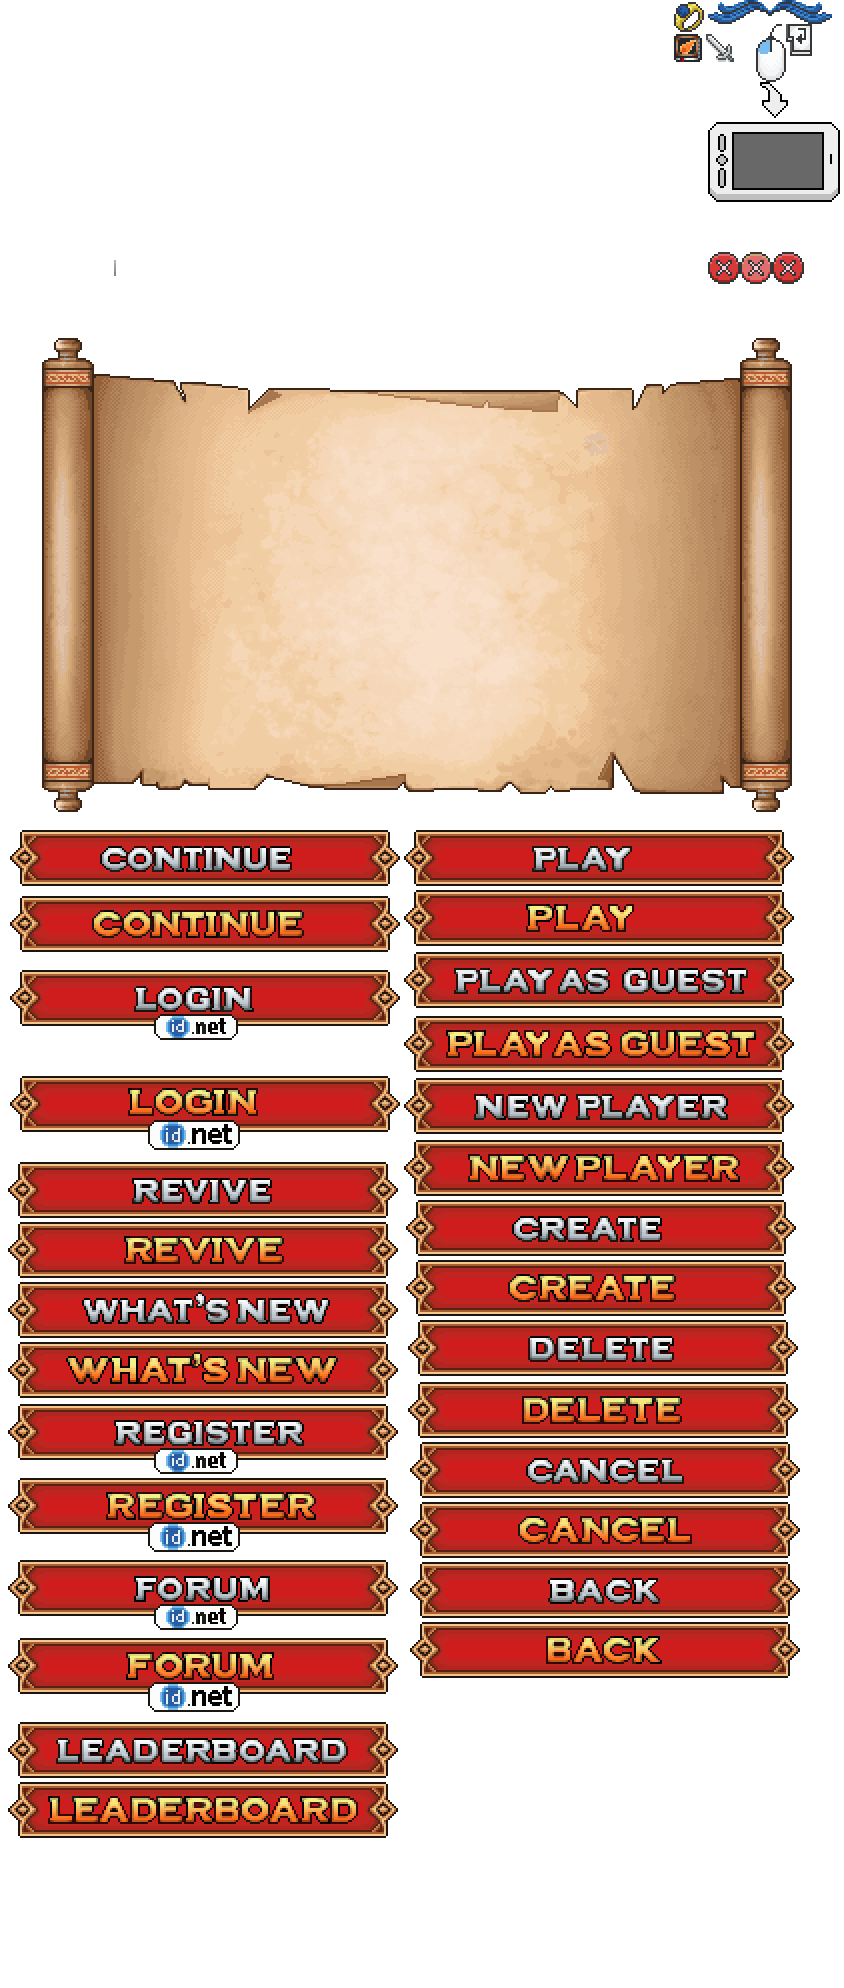 CONTINUE
CONTINUE
LOGIN
id.net
LOGIN
id.net
REVIVE
REVIVE
WHAT'S NEW
WHAT'S NEW
REGISTER
id.net
REGISTER
id.net
FORUM
id.net
FORUM
id.net
LEADERBOARD
LEADERBOARD
PLAY
PLAY
PLAY AS GUEST
PLAY AS GUEST
NEW PLAYER
NEW PLAYER
CREATE
CREATE
DELETE
DELETE
CANCEL
CANCEL
BACK
BACK